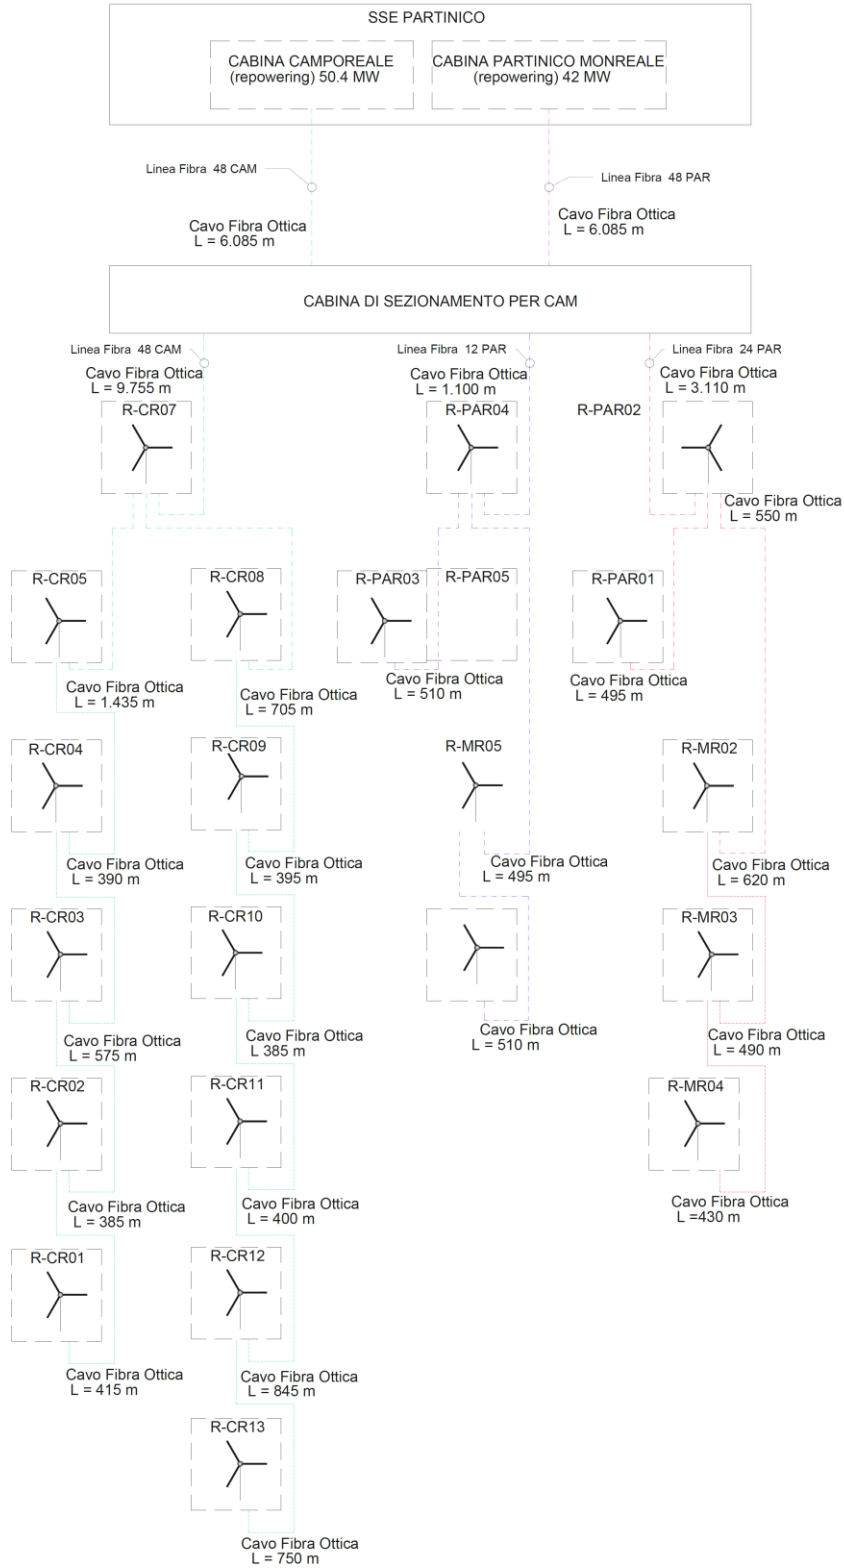 SSE PARTINICO
CABINA CAMPOREALE
(repowering) 50.4 MW
CABINA PARTINICO MONREALE
(repowering) 42 MW
Linea Fibra 48 CAM
Linea Fibra 48 PAR
Cavo Fibra Ottica
L = 6.085 m
Cavo Fibra Ottica
L = 6.085 m
CABINA DI SEZIONAMENTO PER CAM
Linea Fibra 48 CAM
Linea Fibra 12 PAR
Linea Fibra 24 PAR
Cavo Fibra Ottica
L = 9.755 m
Cavo Fibra Ottica
L = 1.100 m
Cavo Fibra Ottica
L = 3.110 m
R-CR07
R-PAR04
R-PAR02
Cavo Fibra Ottica
L = 550 m
R-CR05
R-CR08
R-PAR03
R-PAR05
R-PAR01
Cavo Fibra Ottica
L = 1.435 m
Cavo Fibra Ottica
L = 705 m
Cavo Fibra Ottica
L = 510 m
Cavo Fibra Ottica
L = 495 m
R-CR04
R-CR09
R-MR05
R-MR02
Cavo Fibra Ottica
L = 390 m
Cavo Fibra Ottica
L = 395 m
Cavo Fibra Ottica
L = 495 m
Cavo Fibra Ottica
L = 620 m
R-CR03
R-CR10
R-MR03
Cavo Fibra Ottica
L = 575 m
Cavo Fibra Ottica
L 385 m
Cavo Fibra Ottica
L = 510 m
Cavo Fibra Ottica
L = 490 m
R-CR02
R-CR11
R-MR04
Cavo Fibra Ottica
L = 385 m
Cavo Fibra Ottica
L = 400 m
Cavo Fibra Ottica
L =430 m
R-CR01
R-CR12
Cavo Fibra Ottica
L = 415 m
Cavo Fibra Ottica
L = 845 m
R-CR13
Cavo Fibra Ottica
L = 750 m